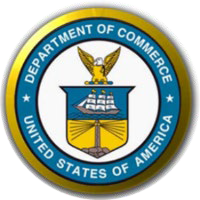 DEPARTMENT OF COMMERCE
UNITED STATES OF AMERICA